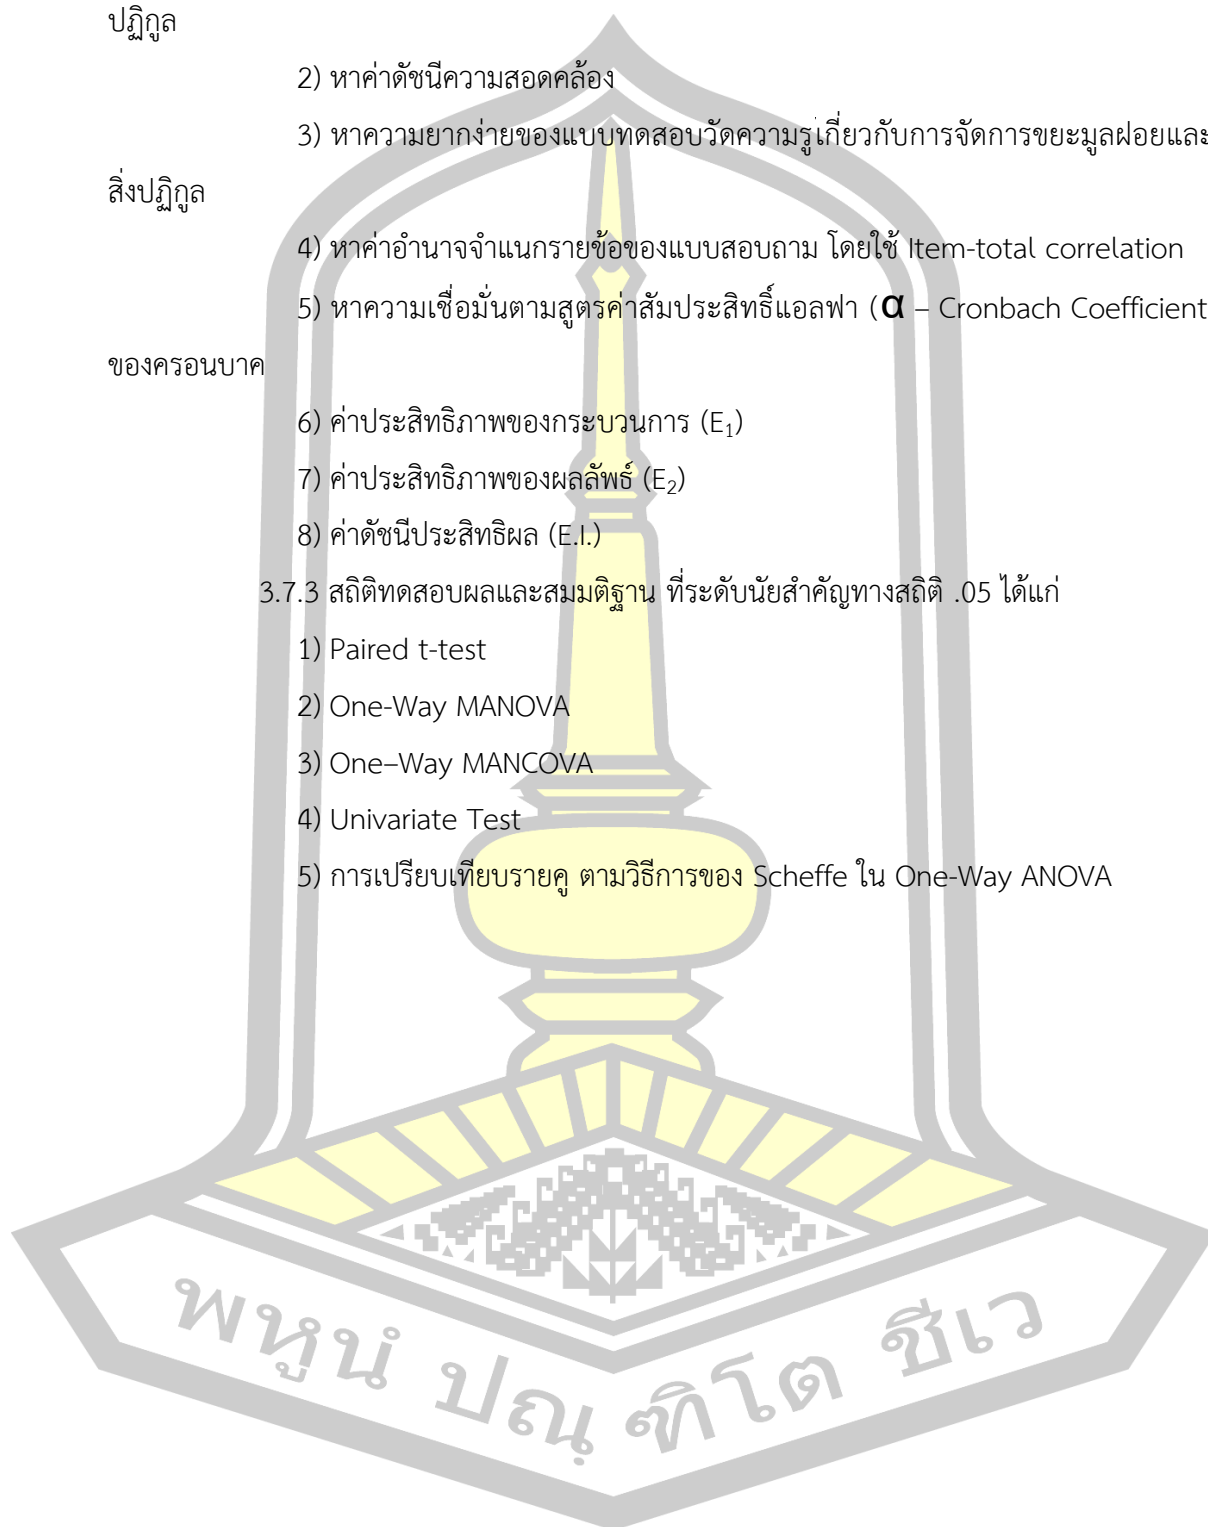 ปฏิกูล
2) หาค่าดัชนีความสอดคล้อง
3) หาความยากง่ายของแบบทดสอบวัดความรู้เกี่ยวกับการจัดการขยะมูลฝอยและ
สิ่งปฏิกูล
4) หาค่าอำนาจจำแนกรายข้อของแบบสอบถาม โดยใช้ Item-total correlation
5) หาความเชื่อมั่นตามสูตรค่าสัมประสิทธิ์แอลฟา (α – Cronbach Coefficient
ของครอนบาค
6) ค่าประสิทธิภาพของกระบวนการ (E₁)
7) ค่าประสิทธิภาพของผลลัพธ์ (E₂)
8) ค่าดัชนีประสิทธิผล (E.I.)
3.7.3 สถิติทดสอบผลและสมมติฐาน ที่ระดับนัยสำคัญทางสถิติ .05 ได้แก่
1) Paired t-test
2) One-Way MANOVA
3) One–Way MANCOVA
4) Univariate Test
5) การเปรียบเทียบรายคู ตามวิธีการของ Scheffe ใน One-Way ANOVA
พหูนํ ปณฺ ฑิโต ชีเว